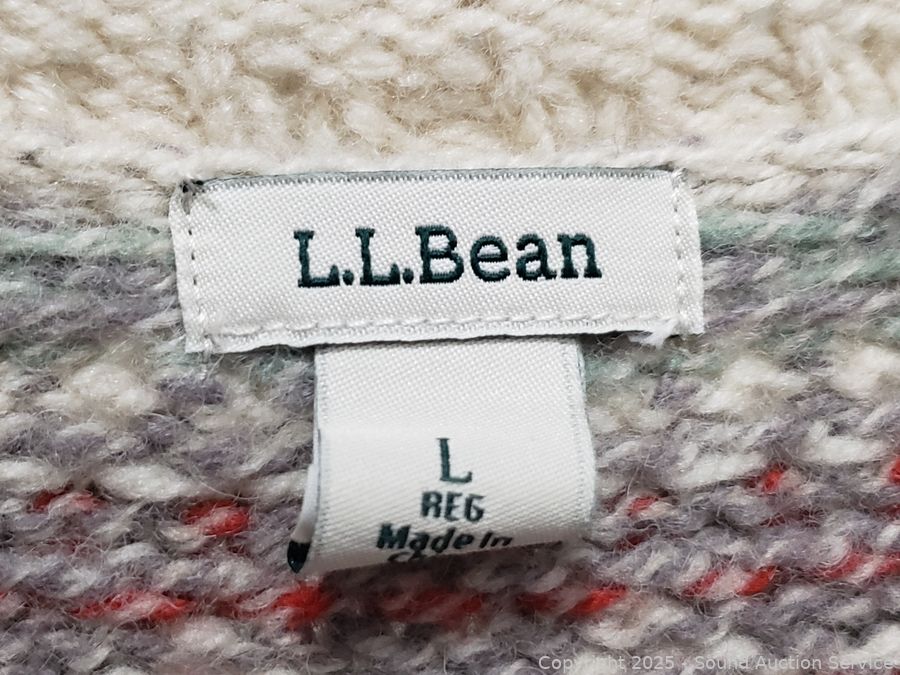 L.L.Bean
L
REG
Made in
Copyright 2025 - Sound Auction Service